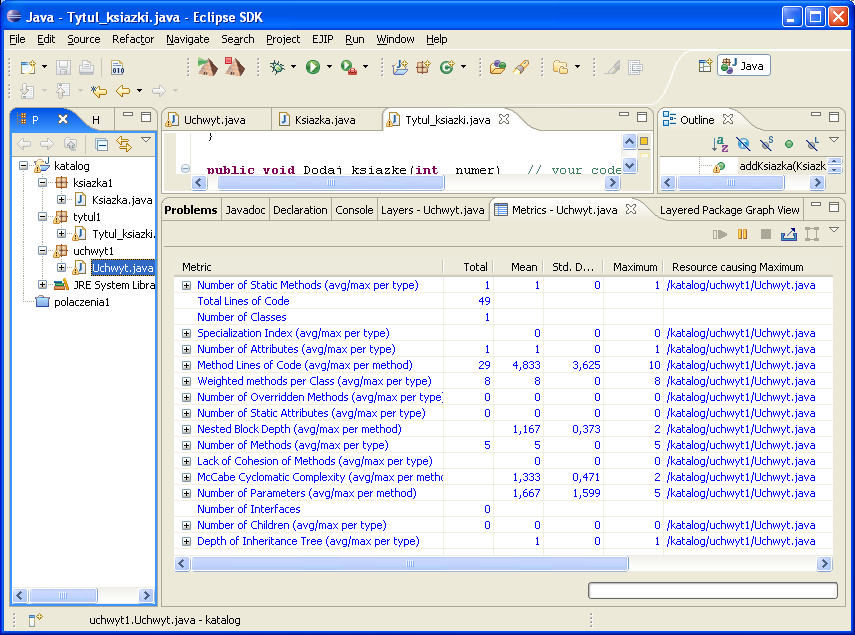 Java - Tytul_ksiazki.java - Eclipse SDK
File Edit Source Refactor Navigate Search Project EJIP Run Window Help
Java
P H
Uchwyt.java Ksiazka.java Tytul_ksiazki.java
Outline
katalog
ksiazka1
Ksiazka.java
tytul1
Tytul_ksiazki.
uchwyt1
Uchwyt.java
JRE System Libra
polaczenia1
}
public void Dodaj_ksiazke(int numer) // your code
addKsiazka(Ksiazk
Problems Javadoc Declaration Console Layers - Uchwyt.java Metrics - Uchwyt.java Layered Package Graph View
Metric Total Mean Std. D... Maximum Resource causing Maximum
Number of Static Methods (avg/max per type) 1 1 0 1 /katalog/uchwyt1/Uchwyt.java
Total Lines of Code 49
Number of Classes 1
Specialization Index (avg/max per type) 0 0 0 /katalog/uchwyt1/Uchwyt.java
Number of Attributes (avg/max per type) 1 1 0 1 /katalog/uchwyt1/Uchwyt.java
Method Lines of Code (avg/max per method) 29 4,833 3,625 10 /katalog/uchwyt1/Uchwyt.java
Weighted methods per Class (avg/max per type) 8 8 0 8 /katalog/uchwyt1/Uchwyt.java
Number of Overridden Methods (avg/max per type) 0 0 0 0 /katalog/uchwyt1/Uchwyt.java
Number of Static Attributes (avg/max per type) 0 0 0 0 /katalog/uchwyt1/Uchwyt.java
Nested Block Depth (avg/max per method) 1,167 0,373 2 /katalog/uchwyt1/Uchwyt.java
Number of Methods (avg/max per type) 5 5 0 5 /katalog/uchwyt1/Uchwyt.java
Lack of Cohesion of Methods (avg/max per type) 0 0 0 /katalog/uchwyt1/Uchwyt.java
McCabe Cyclomatic Complexity (avg/max per metho 1,333 0,471 2 /katalog/uchwyt1/Uchwyt.java
Number of Parameters (avg/max per method) 1,667 1,599 5 /katalog/uchwyt1/Uchwyt.java
Number of Interfaces 0
Number of Children (avg/max per type) 0 0 0 0 /katalog/uchwyt1/Uchwyt.java
Depth of Inheritance Tree (avg/max per type) 1 0 1 /katalog/uchwyt1/Uchwyt.java
uchwyt1.Uchwyt.java - katalog